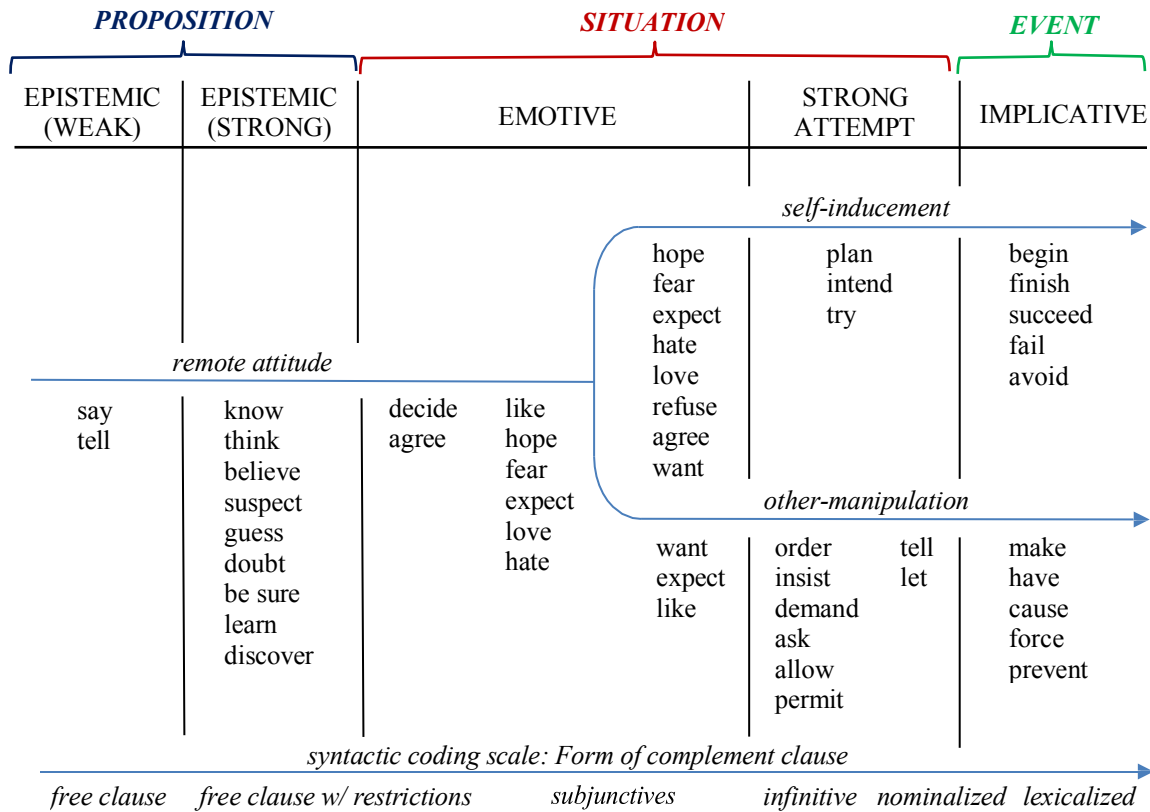 PROPOSITION SITUATION EVENT
EPISTEMIC (WEAK)
EPISTEMIC (STRONG)
EMOTIVE
STRONG ATTEMPT
IMPLICATIVE
self-inducement
hope plan begin
fear intend finish
expect try succeed
hate fail
love avoid
refuse
agree
want
remote attitude
say know decide like
tell think agree hope
believe fear
suspect expect
guess love
doubt hate
be sure
learn
discover
other-manipulation
want order tell make
expect insist let have
like demand cause
ask force
allow prevent
permit
syntactic coding scale: Form of complement clause
free clause free clause w/ restrictions subjunctives infinitive nominalized lexicalized